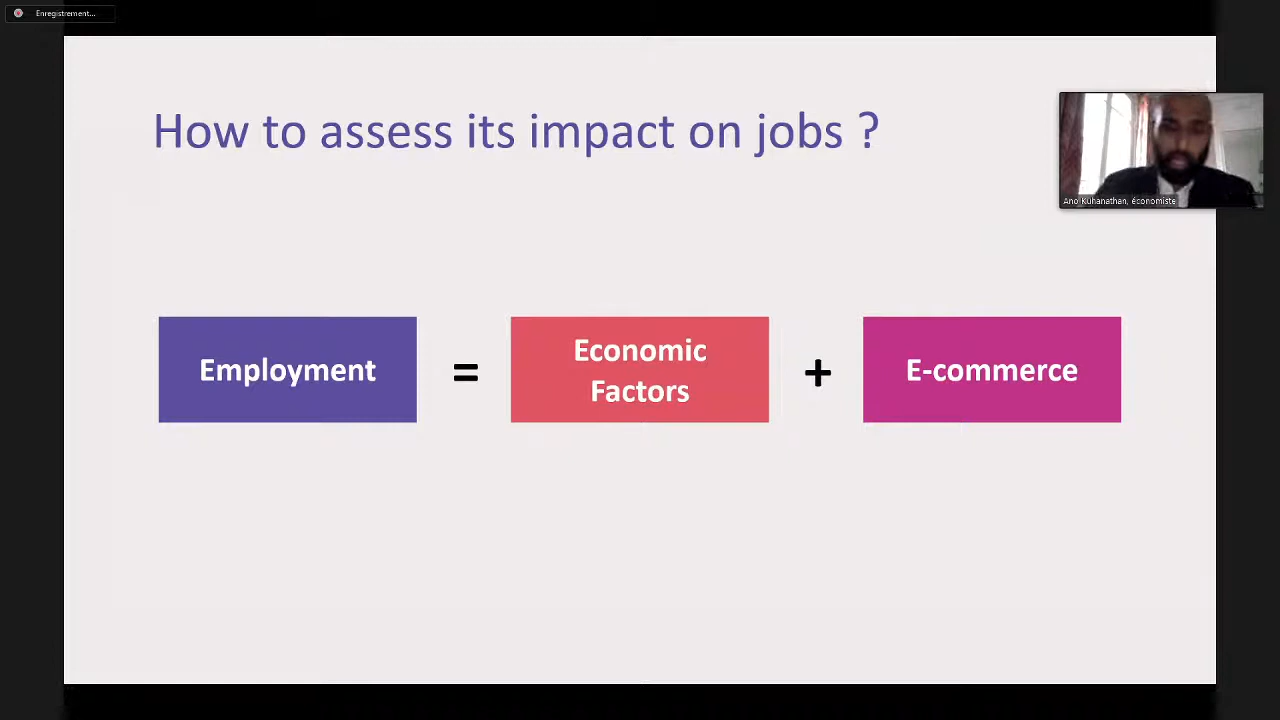 Enregistrement...
How to assess its impact on jobs ?
Ano Kuhanathan, économiste
Employment
=
Economic
Factors
+
E-commerce